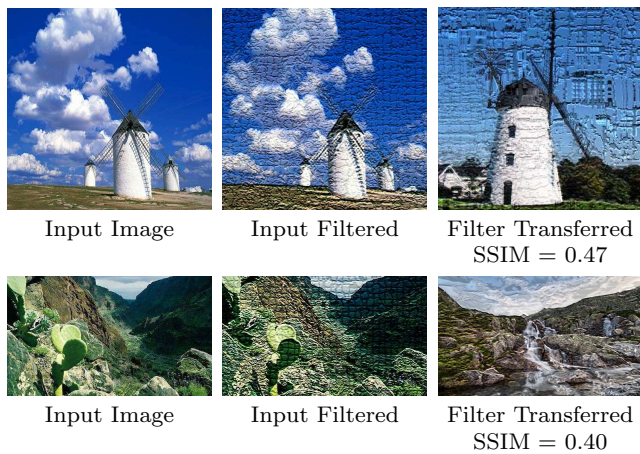 Input Image
Input Filtered
Filter Transferred
SSIM = 0.47
Input Image
Input Filtered
Filter Transferred
SSIM = 0.40